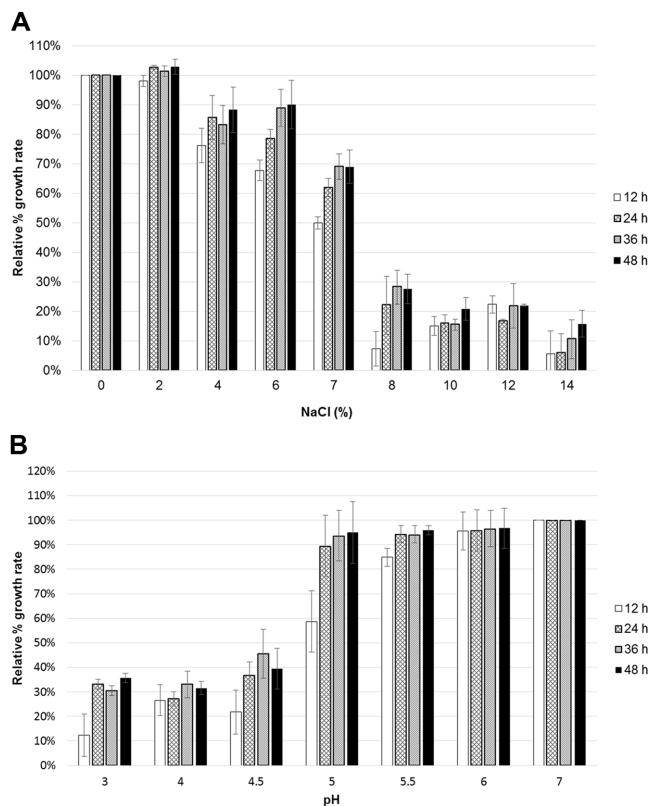 A
110%
100%
90%
80%
70%
60%
50%
40%
30%
20%
10%
0%
Relative % growth rate
0 2 4 6 7 8 10 12 14
NaCl (%)
12 h
24 h
36 h
48 h
B
120%
110%
100%
90%
80%
70%
60%
50%
40%
30%
20%
10%
0%
Relative % growth rate
3 4 4.5 5 5.5 6 7
pH
12 h
24 h
36 h
48 h